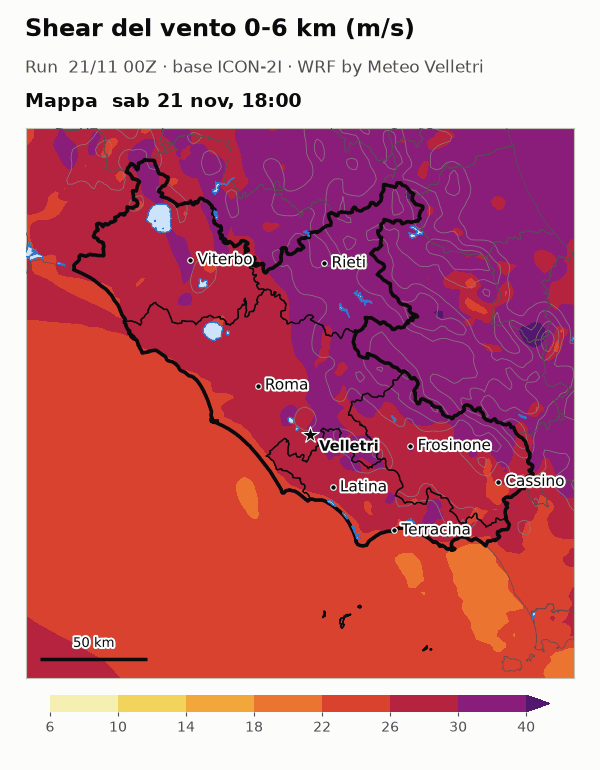 Shear del vento 0-6 km (m/s)
Run  21/11 00Z · base ICON-2I · WRF by Meteo Velletri
Mappa  sab 21 nov, 18:00
Viterbo
Rieti
Roma
Velletri
Frosinone
Latina
Cassino
Terracina
50 km
6 10 14 18 22 26 30 40